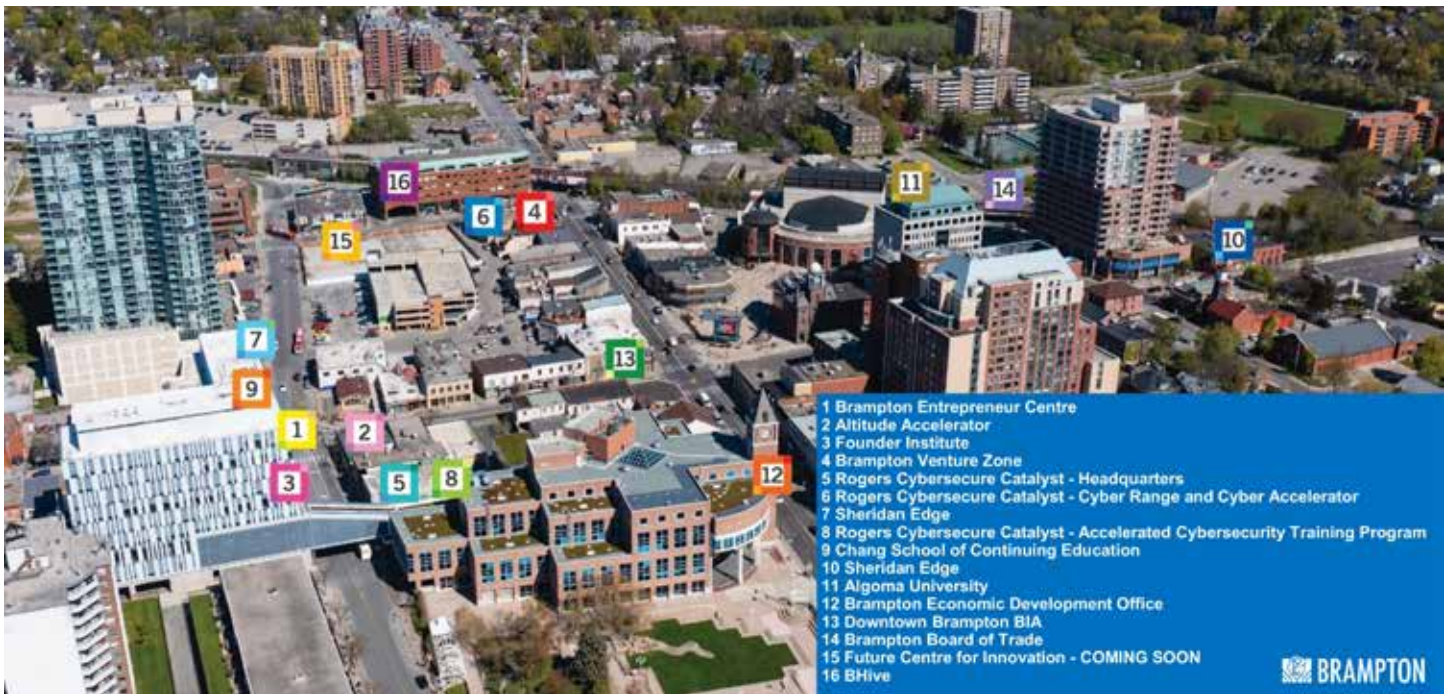 16
11
14
6
4
15
10
7
13
9
1
2
3
5
8
12
1 Brampton Entrepreneur Centre
2 Altitude Accelerator
3 Founder Institute
4 Brampton Venture Zone
5 Rogers Cybersecure Catalyst - Headquarters
6 Rogers Cybersecure Catalyst - Cyber Range and Cyber Accelerator
7 Sheridan Edge
8 Rogers Cybersecure Catalyst - Accelerated Cybersecurity Training Program
9 Chang School of Continuing Education
10 Sheridan Edge
11 Algoma University
12 Brampton Economic Development Office
13 Downtown Brampton BIA
14 Brampton Board of Trade
15 Future Centre for Innovation - COMING SOON
16 BHive
BRAMPTON